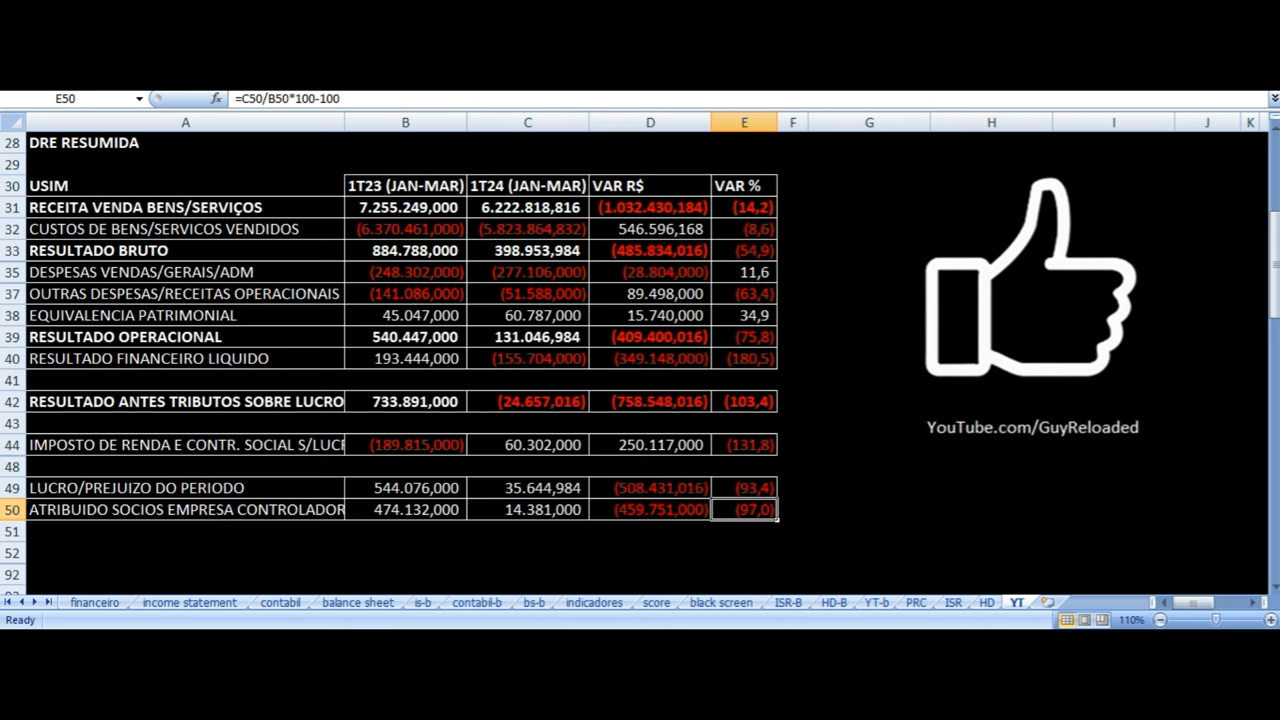 E50 fx =C50/B50*100-100
A B C D E F G H I J K
28 DRE RESUMIDA
29
30 USIM 1T23 (JAN-MAR) 1T24 (JAN-MAR) VAR R$ VAR %
31 RECEITA VENDA BENS/SERVIÇOS 7.255.249,000 6.222.818,816 (1.032.430,184) (14,2)
32 CUSTOS DE BENS/SERVICOS VENDIDOS (6.370.461,000) (5.823.864,832) 546.596,168 (8,6)
33 RESULTADO BRUTO 884.788,000 398.953,984 (485.834,016) (54,9)
35 DESPESAS VENDAS/GERAIS/ADM (248.302,000) (277.106,000) (28.804,000) 11,6
37 OUTRAS DESPESAS/RECEITAS OPERACIONAIS (141.086,000) (51.588,000) 89.498,000 (63,4)
38 EQUIVALENCIA PATRIMONIAL 45.047,000 60.787,000 15.740,000 34,9
39 RESULTADO OPERACIONAL 540.447,000 131.046,984 (409.400,016) (75,8)
40 RESULTADO FINANCEIRO LIQUIDO 193.444,000 (155.704,000) (349.148,000) (180,5)
41
42 RESULTADO ANTES TRIBUTOS SOBRE LUCRO 733.891,000 (24.657,016) (758.548,016) (103,4)
43
44 IMPOSTO DE RENDA E CONTR. SOCIAL S/LUCR (189.815,000) 60.302,000 250.117,000 (131,8)
48
49 LUCRO/PREJUIZO DO PERIODO 544.076,000 35.644,984 (508.431,016) (93,4)
50 ATRIBUIDO SOCIOS EMPRESA CONTROLADOR 474.132,000 14.381,000 (459.751,000) (97,0)
51
52
92
YouTube.com/GuyReloaded
financeiro income statement contabil balance sheet is-b contabil-b bs-b indicadores score black screen ISR-B HD-B YT-b PRC ISR HD YT
Ready 110%